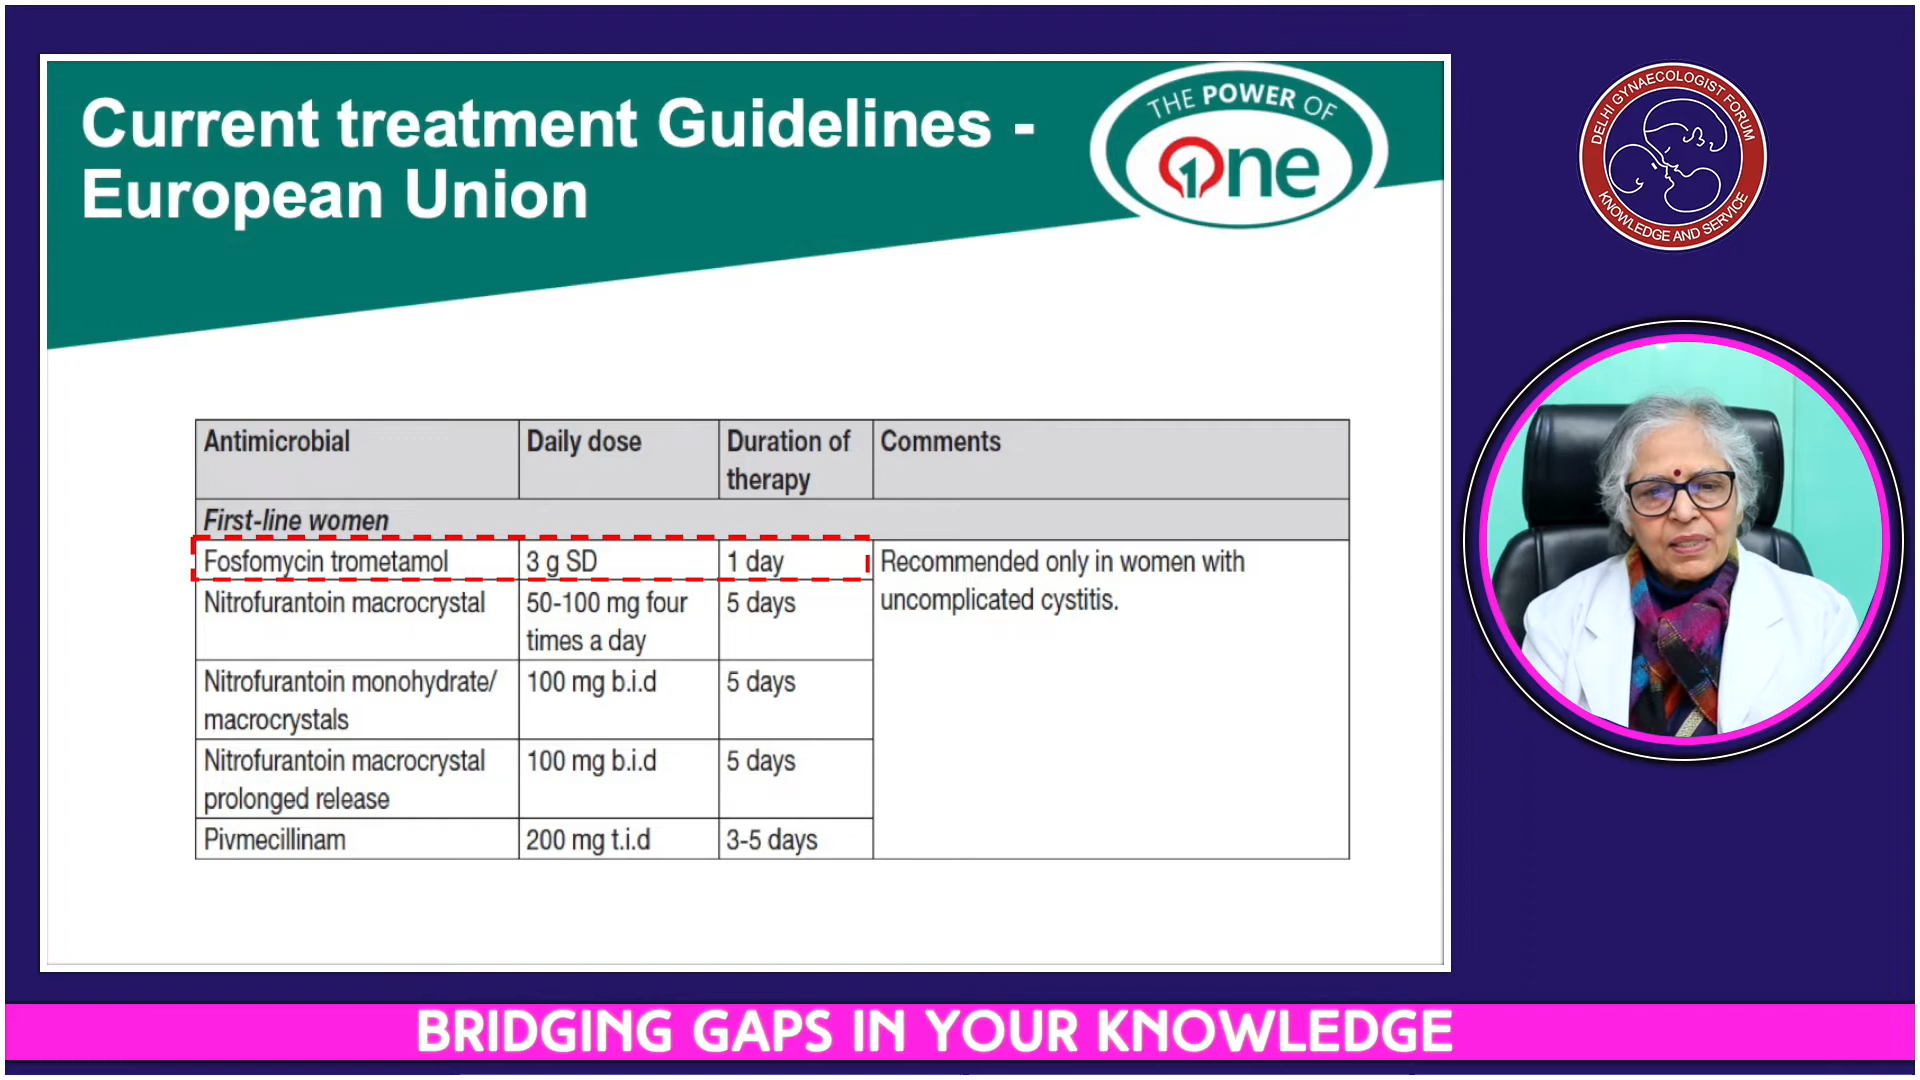 Current treatment Guidelines -
European Union
THE POWER OF
One
DELHI GYNAECOLOGIST FORUM
KNOWLEDGE AND SERVICE
Antimicrobial Daily dose Duration of therapy Comments
First-line women
Fosfomycin trometamol 3 g SD 1 day Recommended only in women with
uncomplicated cystitis.
Nitrofurantoin macrocrystal 50-100 mg four
times a day 5 days
Nitrofurantoin monohydrate/
macrocrystals 100 mg b.i.d 5 days
Nitrofurantoin macrocrystal
prolonged release 100 mg b.i.d 5 days
Pivmecillinam 200 mg t.i.d 3-5 days
BRIDGING GAPS IN YOUR KNOWLEDGE